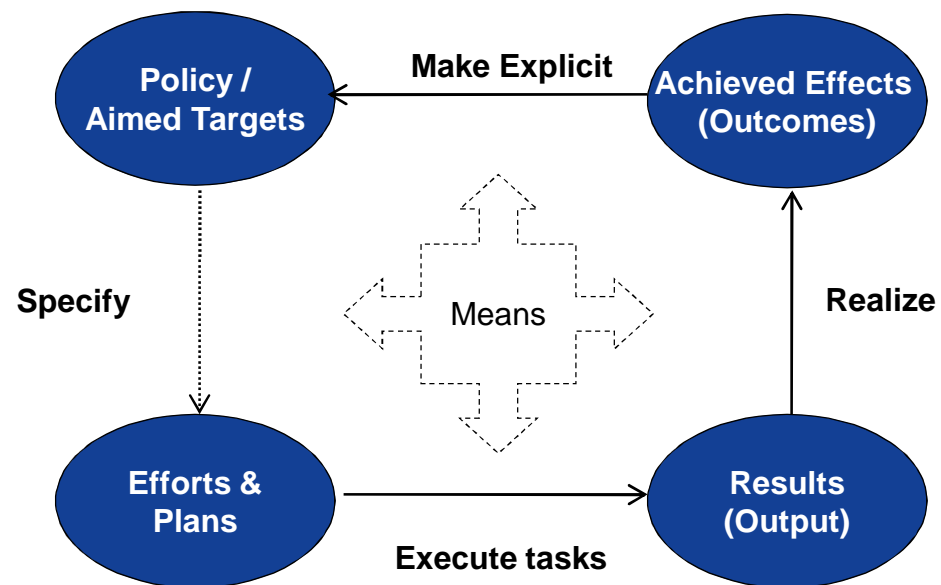 Policy /
Aimed Targets
Make Explicit
Achieved Effects
(Outcomes)
Specify
Means
Realize
Efforts &
Plans
Execute tasks
Results
(Output)